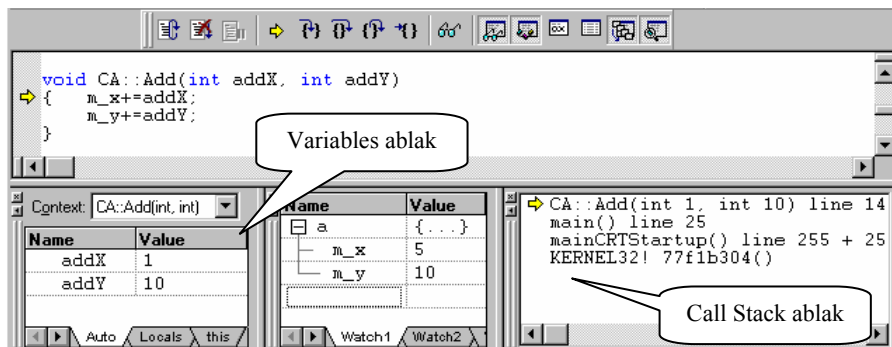 void CA::Add(int addX, int addY)
{ m_x+=addX;
m_y+=addY;
}
Variables ablak
Context: CA::Add(int, int)
Name Value
addX 1
addY 10
Auto Locals this
Name Value
a {...}
m_x 5
m_y 10
Watch1 Watch2
CA::Add(int 1, int 10) line 14
main() line 25
mainCRTStartup() line 255 + 25
KERNEL32! 77f1b304()
Call Stack ablak